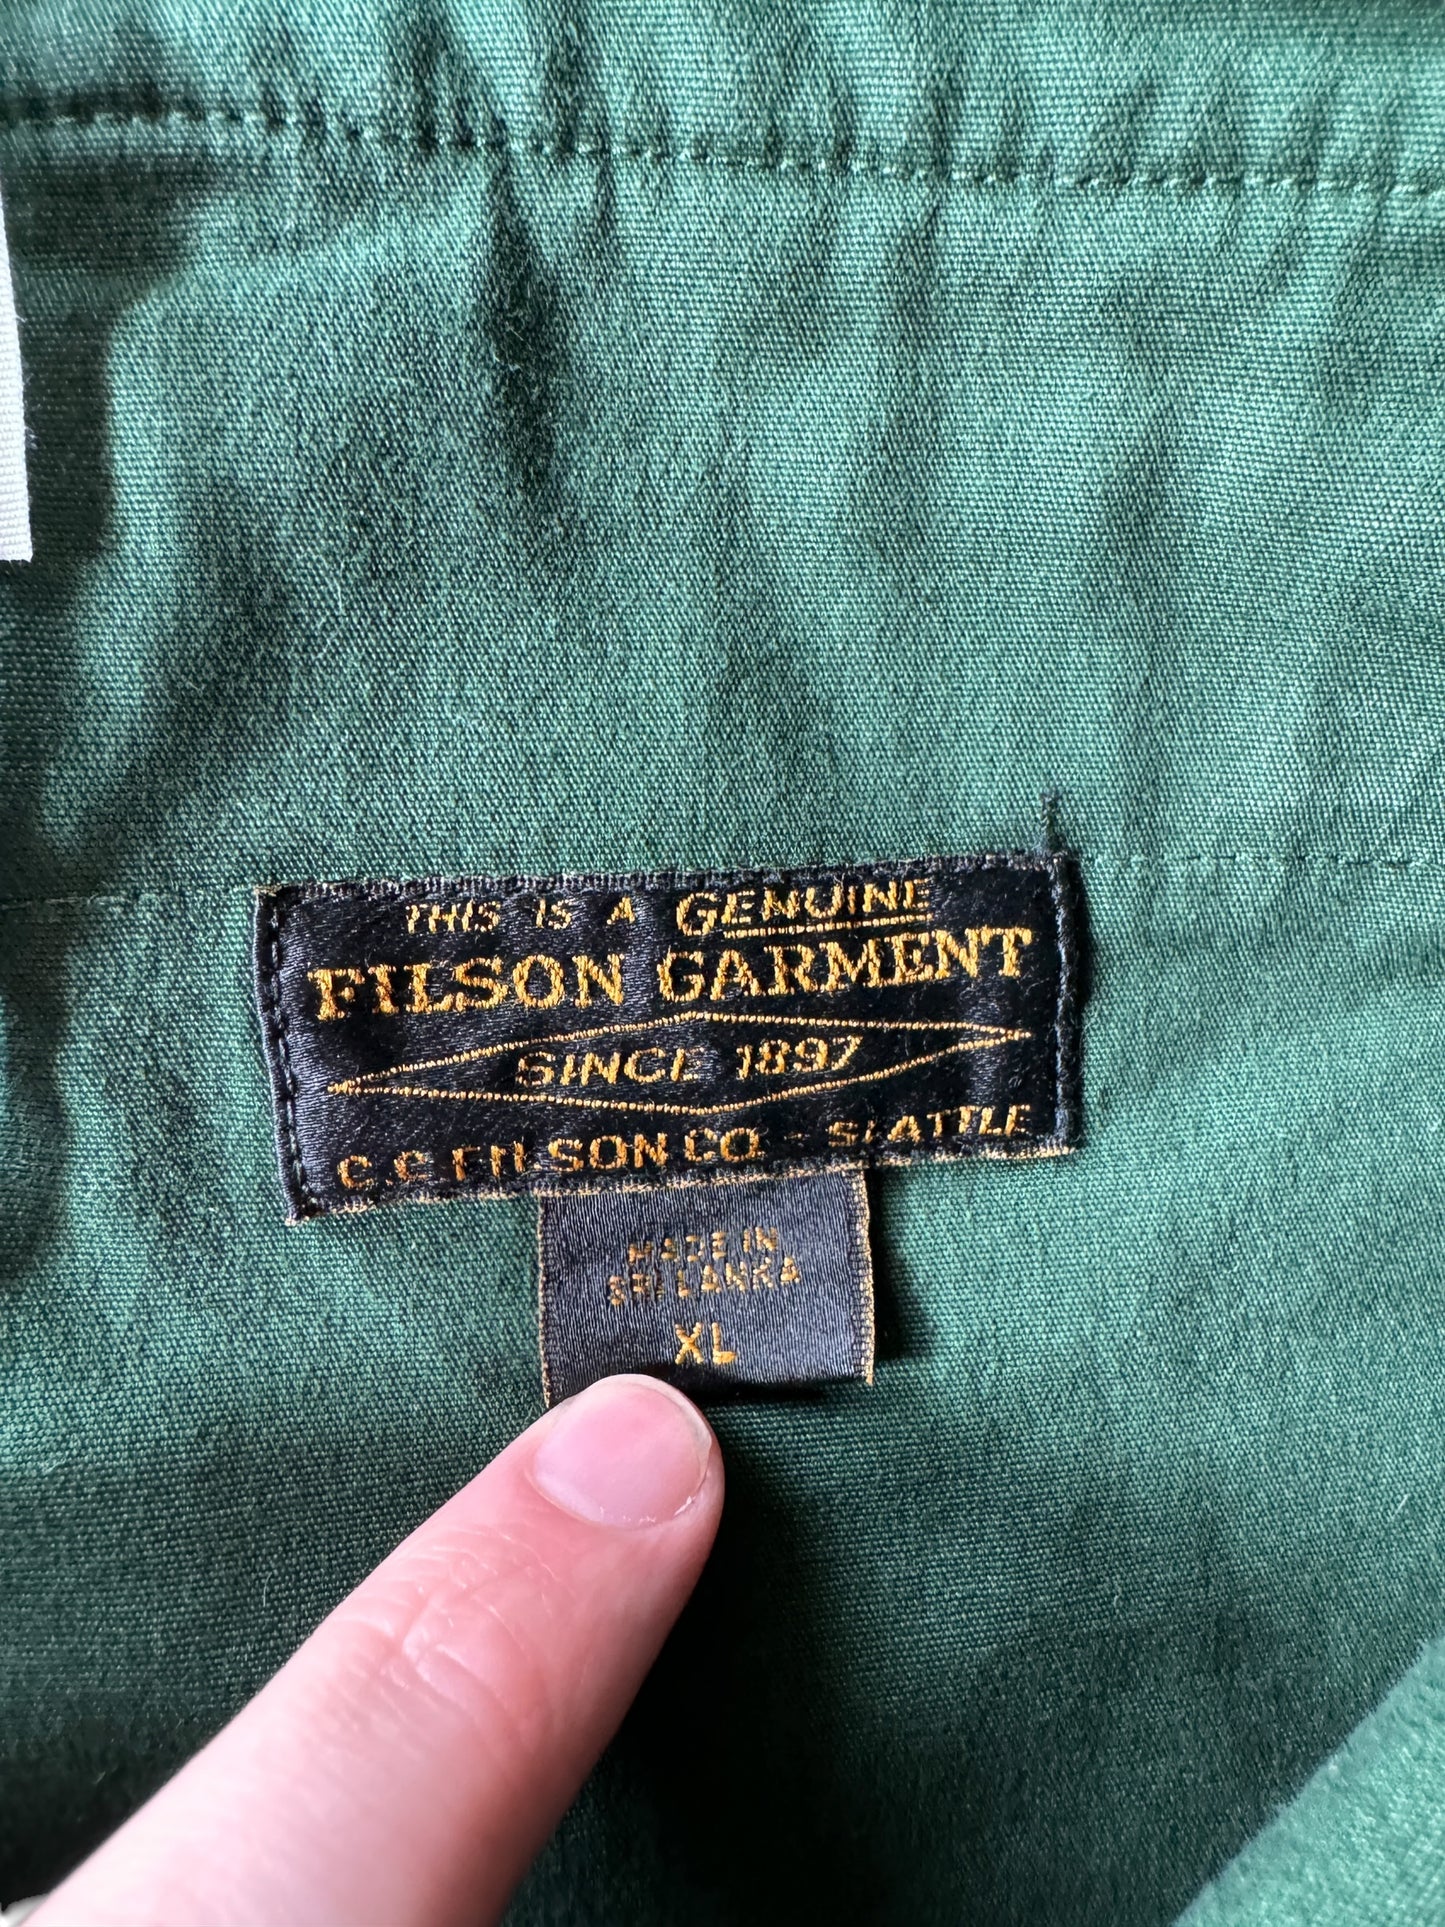 THIS IS A GENUINE
FILSON GARMENT
SINCE 1897
C.C. FILSON CO. - SEATTLE
MADE IN
SRI LANKA
XL